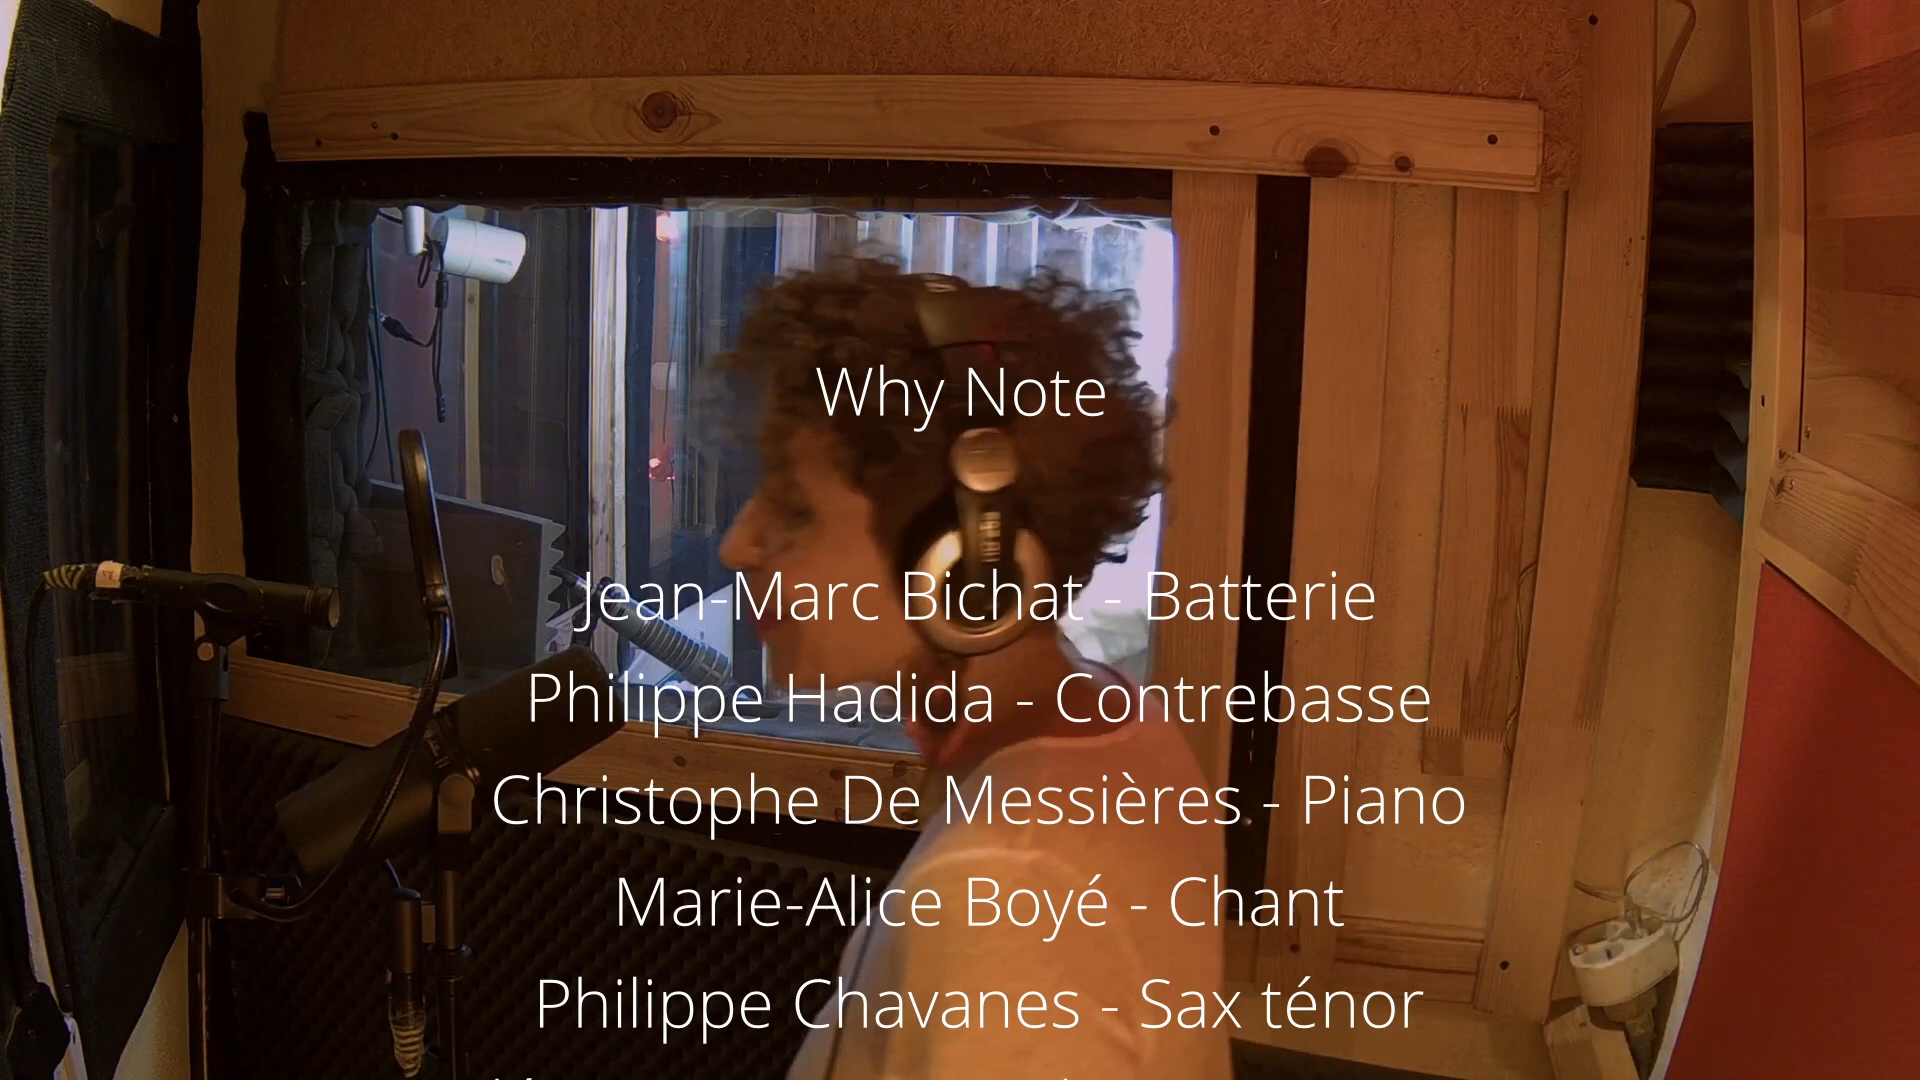 Why Note
Jean-Marc Bichat - Batterie
Philippe Hadida - Contrebasse
Christophe De Messières - Piano
Marie-Alice Boyé - Chant
Philippe Chavanes - Sax ténor